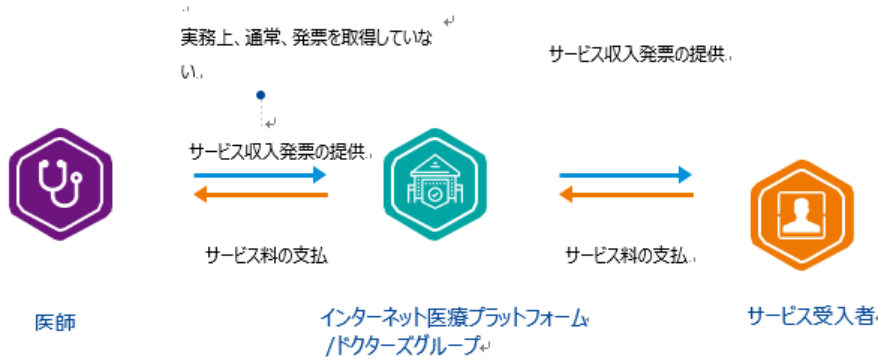 実務上、通常、発票を取得していな
い。
サービス収入発票の提供
サービス収入発票の提供
サービス料の支払
サービス料の支払
医師
インターネット医療プラットフォーム
/ドクターズグループ
サービス受入者